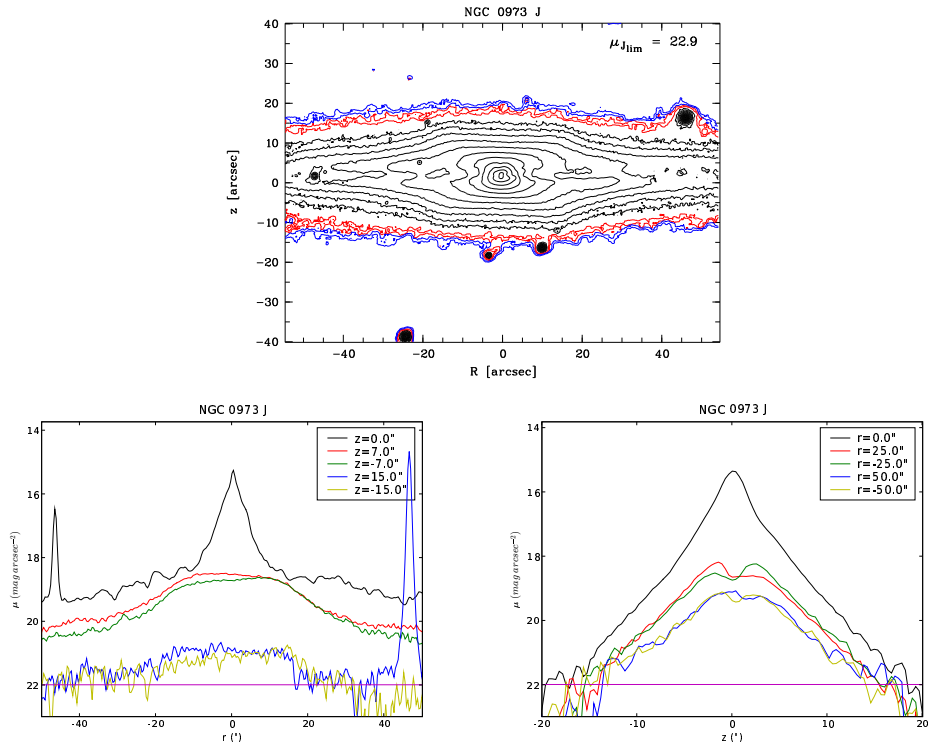 NGC 0973 J
μJlim = 22.9
40
30
20
10
0
−10
−20
−30
−40
z [arcsec]
−40 −20 0 20 40
R [arcsec]
NGC 0973 J
14
16
18
20
22
μ (mag arcsec−2)
z=0.0"
z=7.0"
z=-7.0"
z=15.0"
z=-15.0"
-40 -20 0 20 40
r (")
NGC 0973 J
14
16
18
20
22
μ (mag arcsec−2)
r=0.0"
r=25.0"
r=-25.0"
r=50.0"
r=-50.0"
-20 -10 0 10 20
z (")